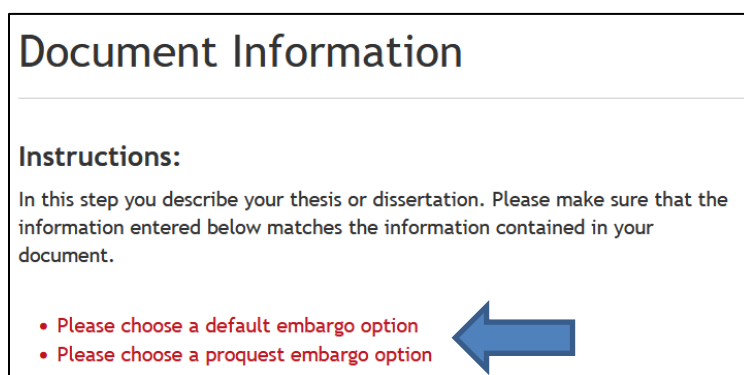 Document Information
Instructions:
In this step you describe your thesis or dissertation. Please make sure that the
information entered below matches the information contained in your
document.
• Please choose a default embargo option
• Please choose a proquest embargo option